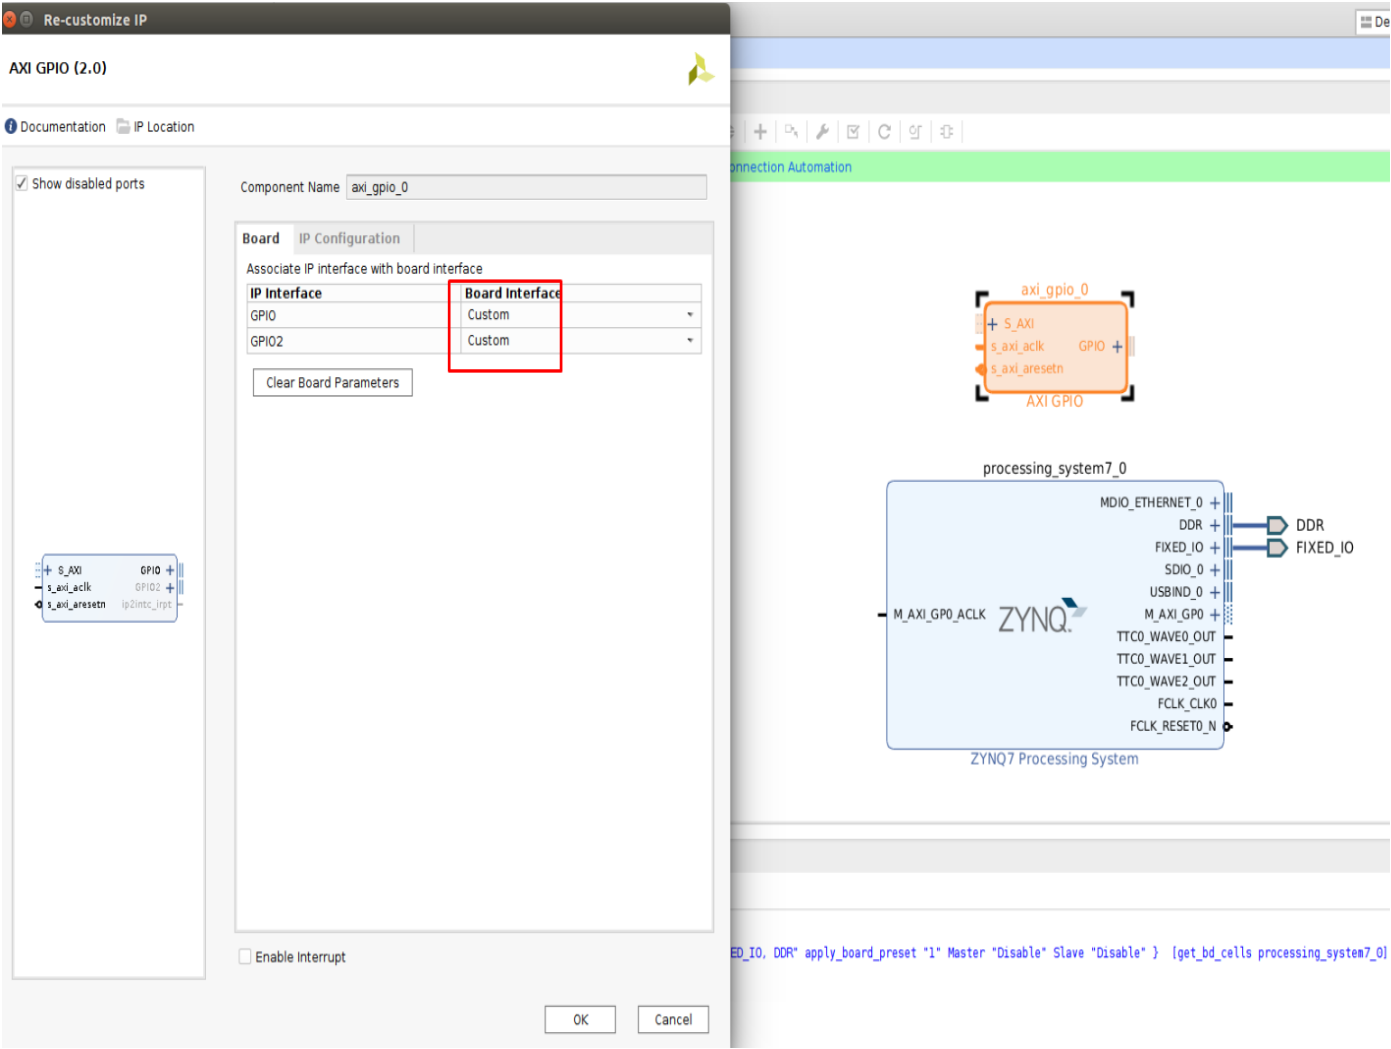 Re-customize IP
AXI GPIO (2.0)
Documentation IP Location
Show disabled ports
S_AXI GPIO
s_axi_aclk GPIO2
s_axi_aresetn ip2intc_irpt
Component Name axi_gpio_0
Board IP Configuration
Associate IP interface with board interface
IP Interface Board Interface
GPIO Custom
GPIO2 Custom
Clear Board Parameters
Enable Interrupt
OK Cancel
De
onnection Automation
axi_gpio_0
S_AXI
s_axi_aclk GPIO
s_axi_aresetn
AXI GPIO
processing_system7_0
MDIO_ETHERNET_0
DDR DDR
FIXED_IO FIXED_IO
SDIO_0
USBIND_0
M_AXI_GP0_ACLK ZYNQ. M_AXI_GP0
TTC0_WAVE0_OUT
TTC0_WAVE1_OUT
TTC0_WAVE2_OUT
FCLK_CLK0
FCLK_RESET0_N
ZYNQ7 Processing System
ED_IO, DDR" apply_board_preset "1" Master "Disable" Slave "Disable" } [get_bd_cells processing_system7_0]